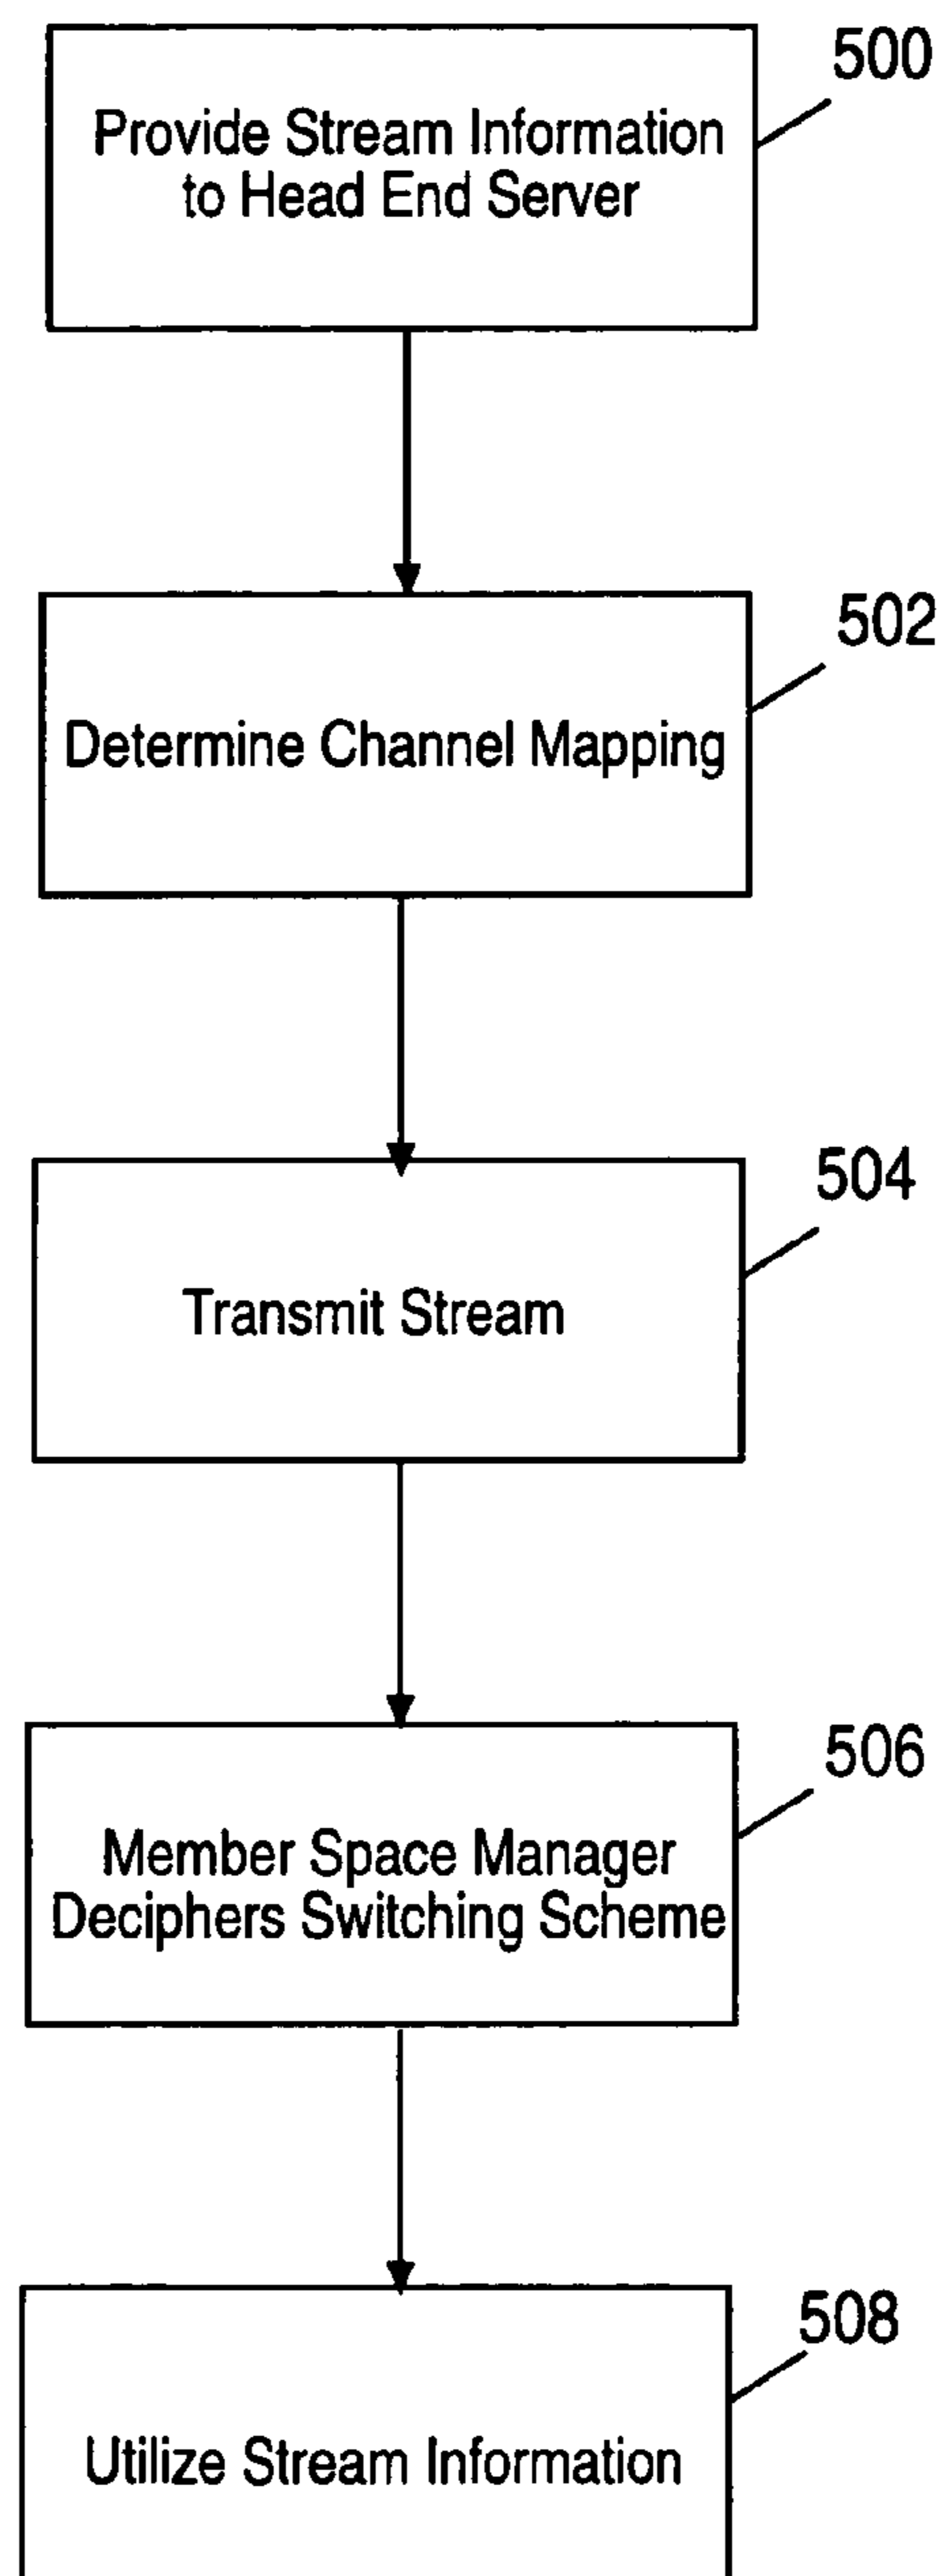 500
Provide Stream Information
to Head End Server
502
Determine Channel Mapping
504
Transmit Stream
506
Member Space Manager
Deciphers Switching Scheme
508
Utilize Stream Information